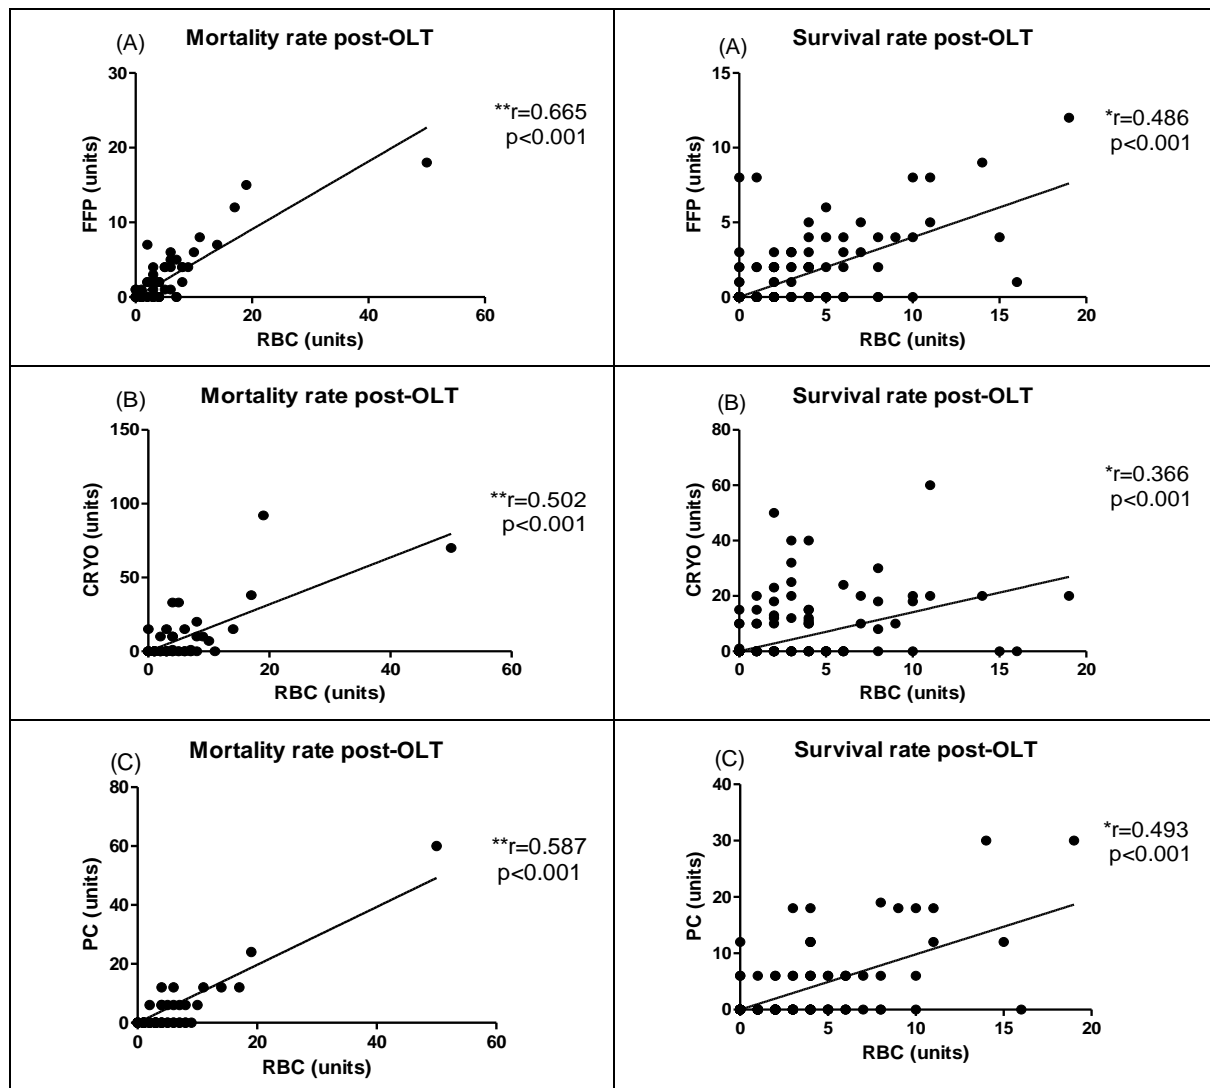 (A) Mortality rate post-OLT
30
20
10
0
0 20 40 60
FFP (units)
RBC (units)
**r=0.665
p<0.001
(A) Survival rate post-OLT
15
10
5
0
0 5 10 15 20
FFP (units)
RBC (units)
*r=0.486
p<0.001
(B) Mortality rate post-OLT
150
100
50
0
0 20 40 60
CRYO (units)
RBC (units)
**r=0.502
p<0.001
(B) Survival rate post-OLT
80
60
40
20
0
0 5 10 15 20
CRYO (units)
RBC (units)
*r=0.366
p<0.001
(C) Mortality rate post-OLT
80
60
40
20
0
0 20 40 60
PC (units)
RBC (units)
**r=0.587
p<0.001
(C) Survival rate post-OLT
40
30
20
10
0
0 5 10 15 20
PC (units)
RBC (units)
*r=0.493
p<0.001